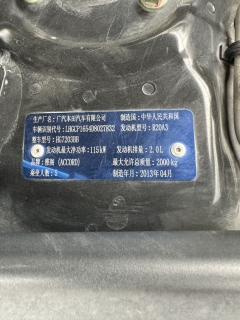 生产厂名：广汽本田汽车有限公司 制造国：中华人民共和国
车辆识别代号：LHGCP1654D8027832 发动机型号：R20A3
整车型号：HG7203BB
发动机最大净功率：115kW 发动机排量：2.0L
品牌：雅阁 (ACCORD) 最大允许总质量：2000kg
乘坐人数：5 制造年月：2013年04月